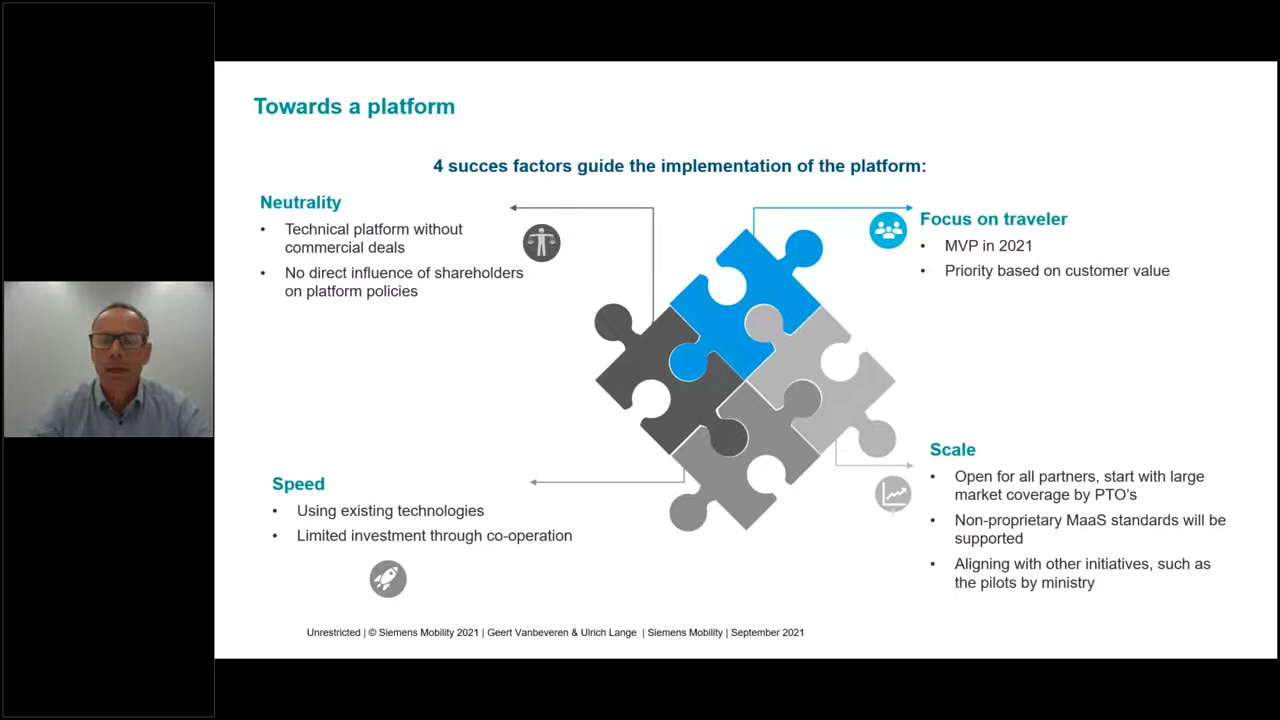 Towards a platform
4 succes factors guide the implementation of the platform:
Neutrality
• Technical platform without
commercial deals
• No direct influence of shareholders
on platform policies
Focus on traveler
• MVP in 2021
• Priority based on customer value
Speed
• Using existing technologies
• Limited investment through co-operation
Scale
• Open for all partners, start with large
market coverage by PTO’s
• Non-proprietary MaaS standards will be
supported
• Aligning with other initiatives, such as
the pilots by ministry
Unrestricted | © Siemens Mobility 2021 | Geert Vanbeveren & Ulrich Lange | Siemens Mobility | September 2021